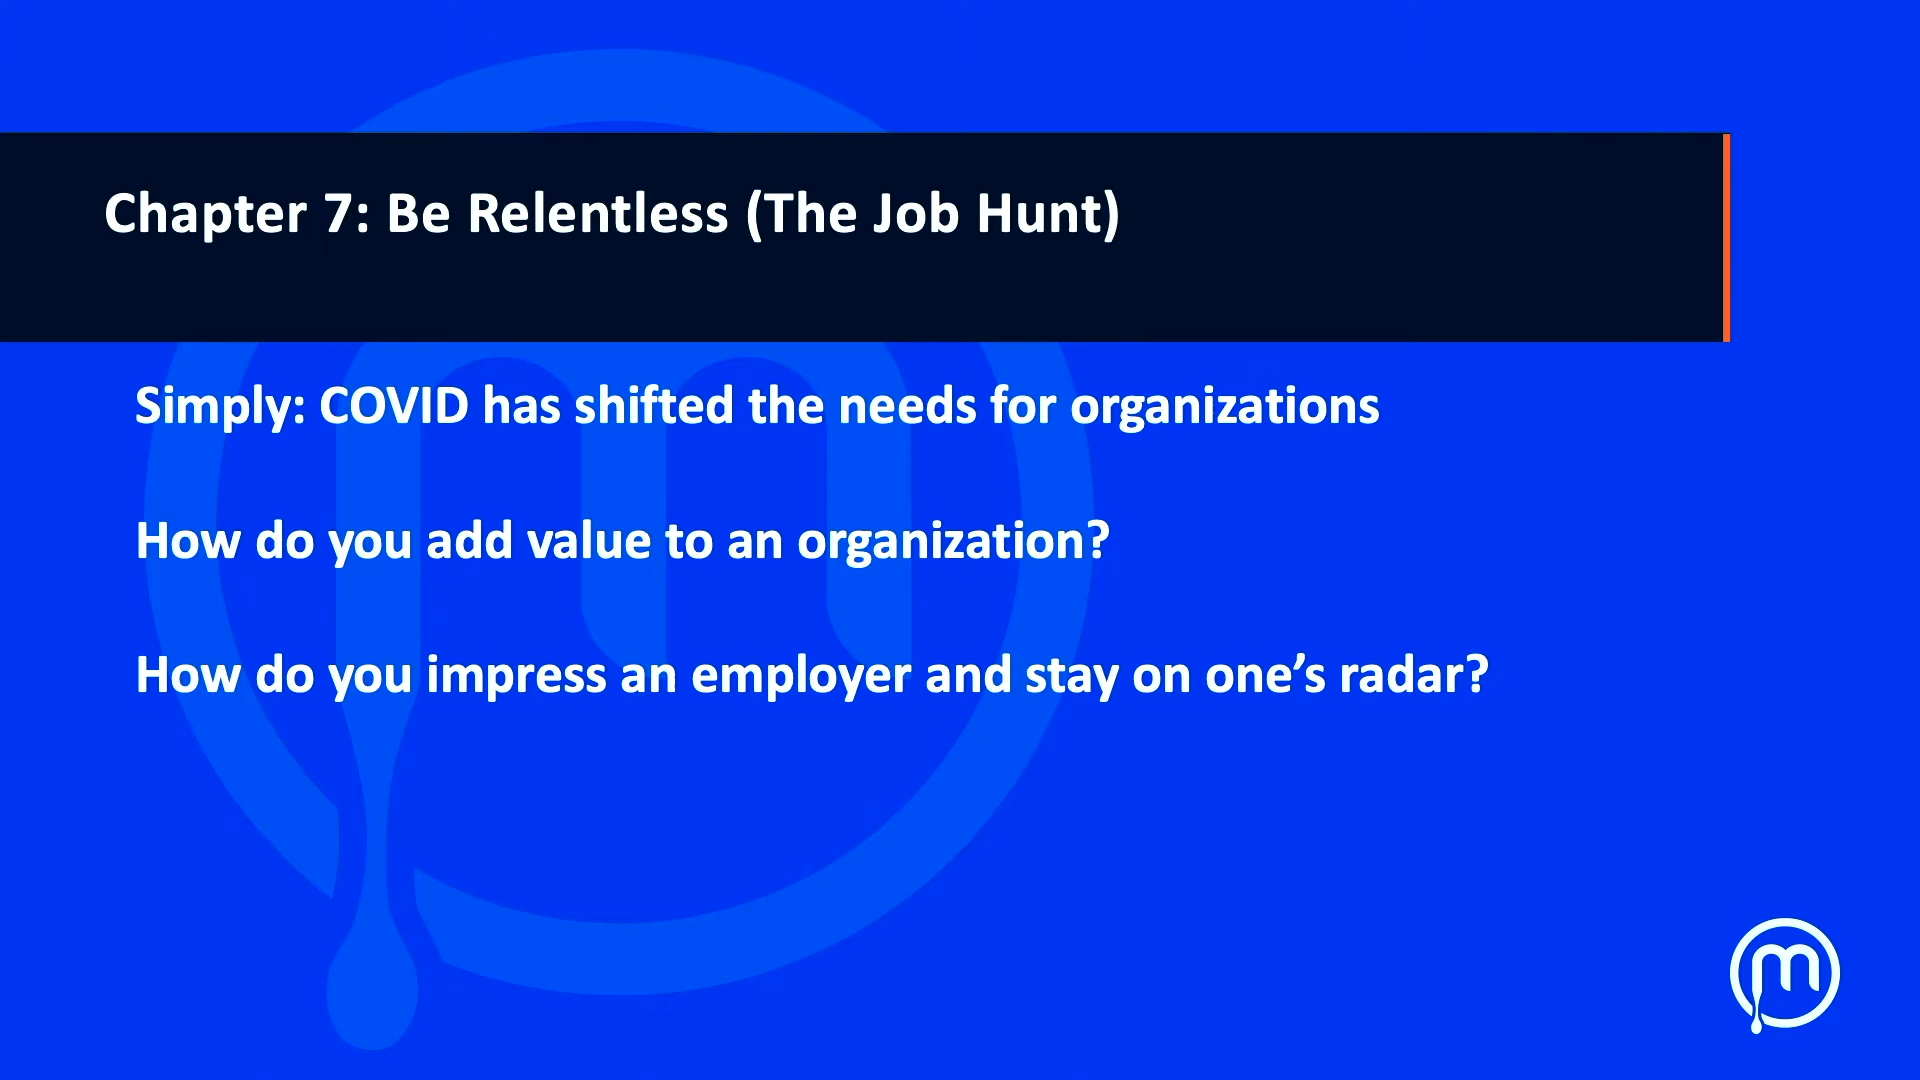 Chapter 7: Be Relentless (The Job Hunt)
Simply: COVID has shifted the needs for organizations
How do you add value to an organization?
How do you impress an employer and stay on one’s radar?